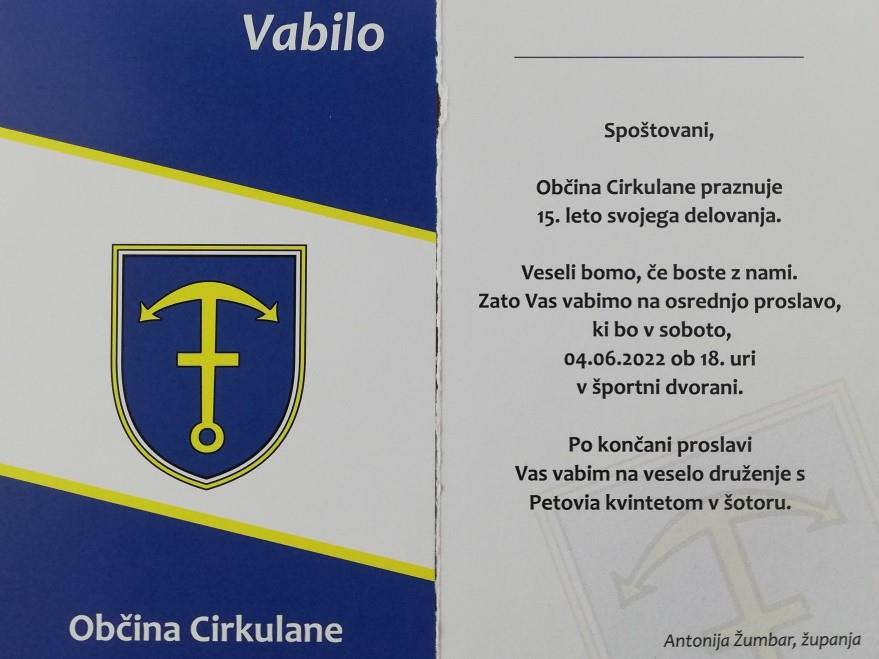 Vabilo
Občina Cirkulane
Spoštovani,
Občina Cirkulane praznuje
15. leto svojega delovanja.
Veseli bomo, če boste z nami.
Zato Vas vabimo na osrednjo proslavo,
ki bo v soboto,
04.06.2022 ob 18. uri
v športni dvorani.
Po končani proslavi
Vas vabim na veselo druženje s
Petovia kvintetom v šotoru.
Antonija Žumbar, županja